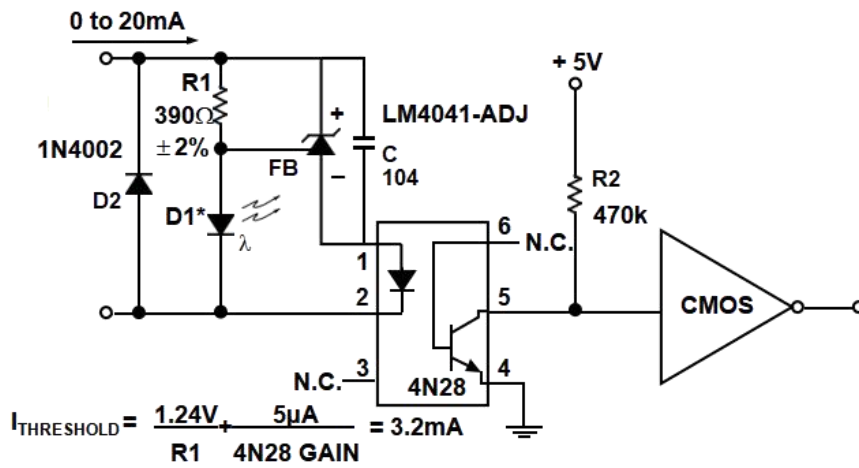 0 to 20mA
R1
390Ω
±2%
1N4002
D2
D1*
λ
FB
+
−
LM4041-ADJ
C
104
+ 5V
R2
470k
6
N.C.
1
2
5
CMOS
3
N.C.
4
4N28
I THRESHOLD = 1.24V / R1 + 5µA / 4N28 GAIN = 3.2mA